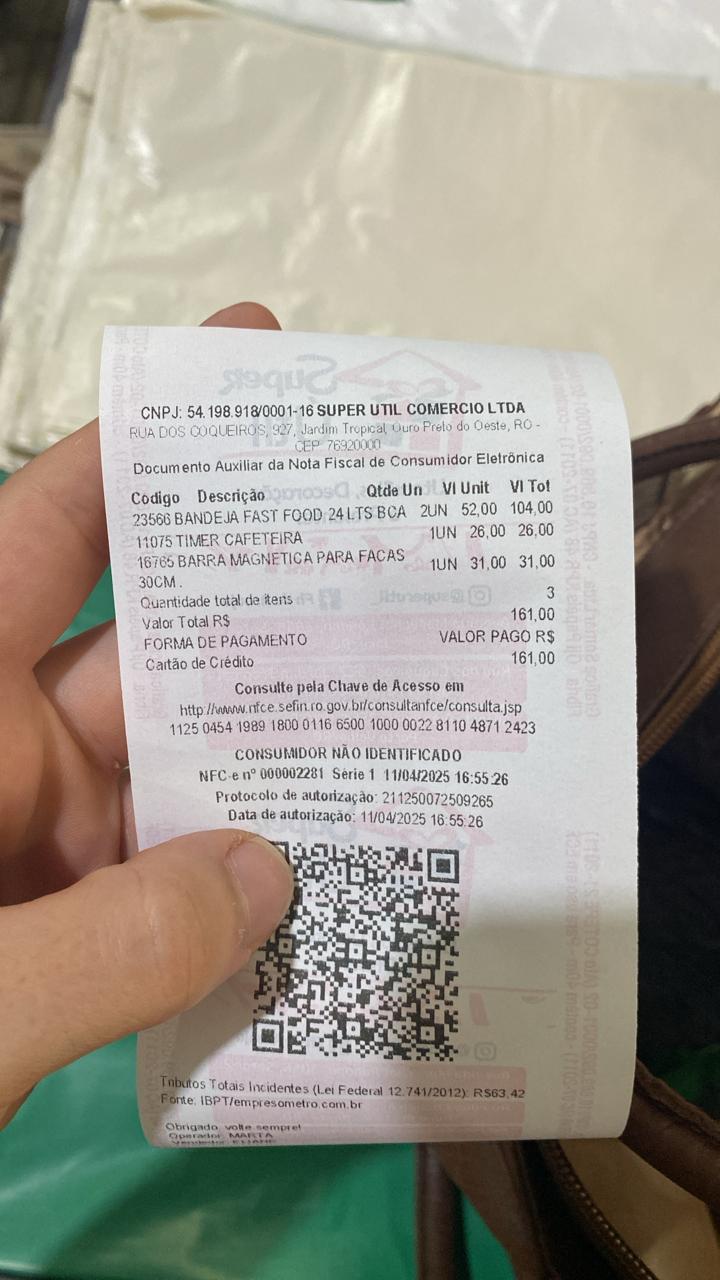 CNPJ: 54.198.918/0001-16 SUPER UTIL COMERCIO LTDA
RUA DOS COQUEIROS, 927, Jardim Tropical, Ouro Preto do Oeste, RO -
CEP 76920000
Documento Auxiliar da Nota Fiscal de Consumidor Eletrônica
Código Descrição Qtde Un Vl Unit Vl Tot
23566 BANDEJA FAST FOOD 24 LTS BCA 2UN 52,00 104,00
11075 TIMER CAFETEIRA 1UN 26,00 26,00
16765 BARRA MAGNETICA PARA FACAS 1UN 31,00 31,00
30CM .
Quantidade total de itens 3
Valor Total R$ 161,00
FORMA DE PAGAMENTO VALOR PAGO R$
Cartão de Crédito 161,00
Consulte pela Chave de Acesso em
http://www.nfce.sefin.ro.gov.br/consultanfce/consulta.jsp
1125 0454 1989 1800 0116 6500 1000 0022 8110 4871 2423
CONSUMIDOR NÃO IDENTIFICADO
NFC-e nº 000002281 Série 1 11/04/2025 16:55:26
Protocolo de autorização: 211250072509265
Data de autorização: 11/04/2025 16:55:26
Tributos Totais Incidentes (Lei Federal 12.741/2012): R$63,42
Fonte: IBPT/empresometro.com.br
Obrigado, volte sempre!
Operador: MARTA
Super